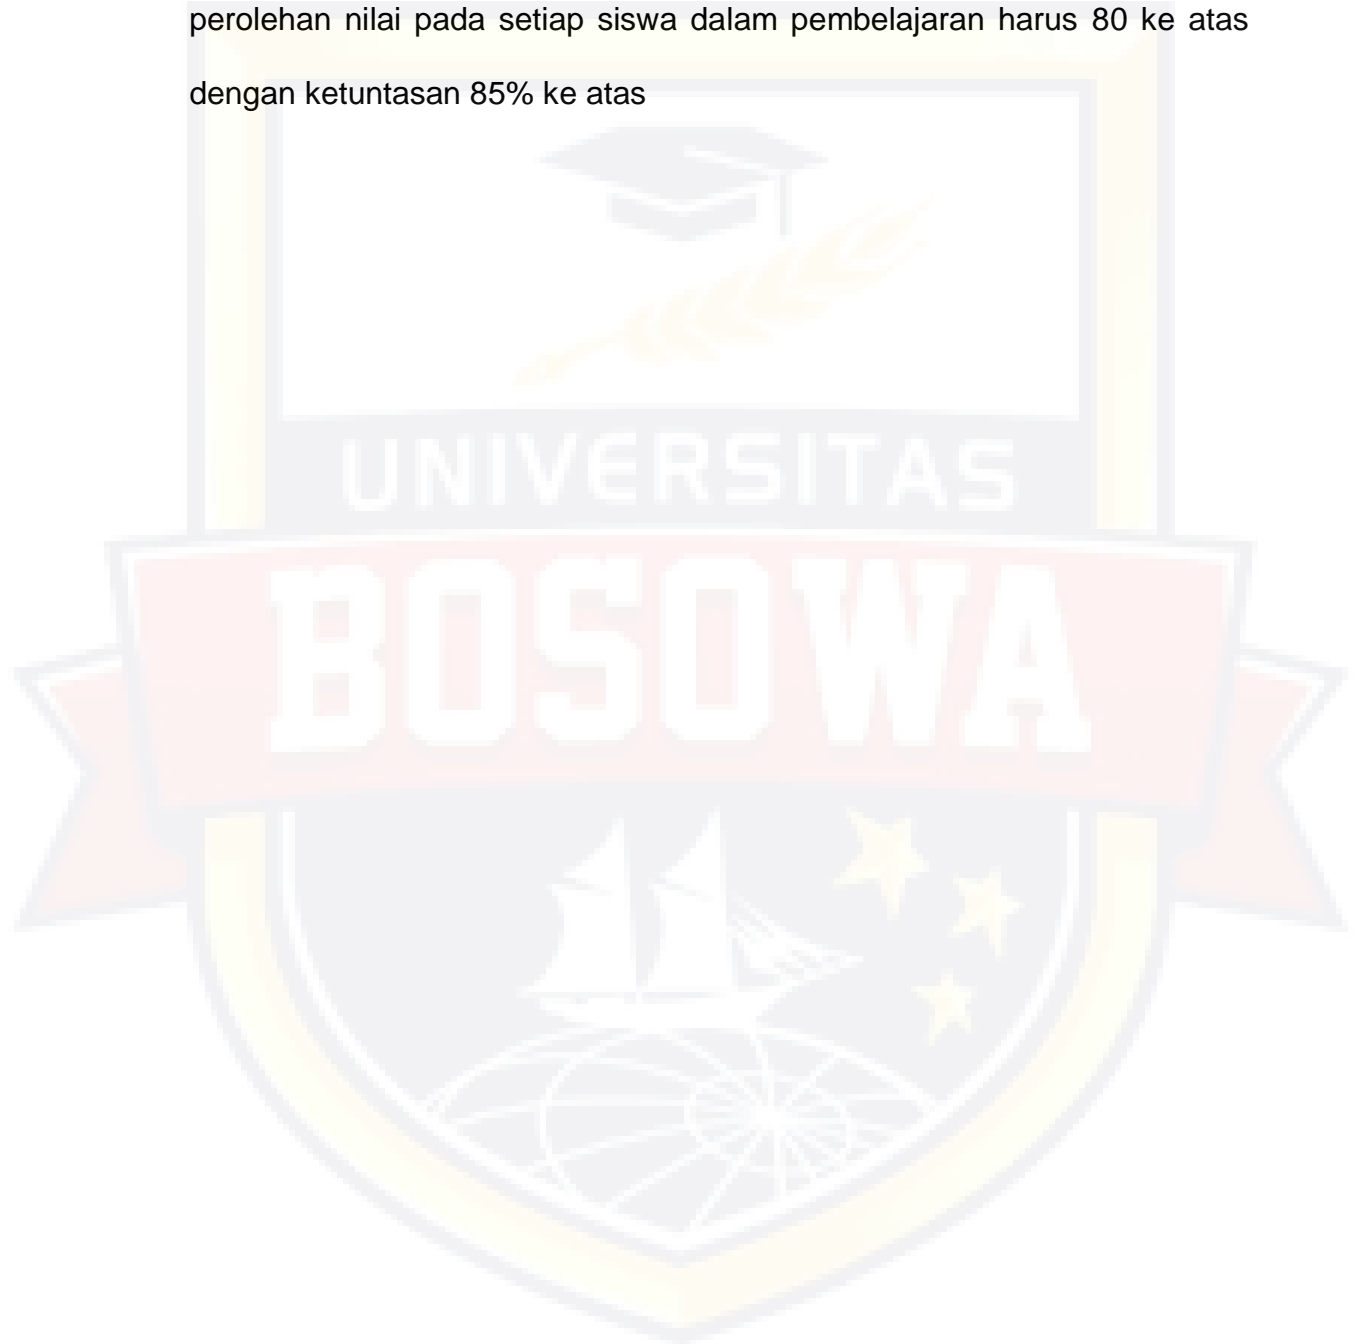 perolehan nilai pada setiap siswa dalam pembelajaran harus 80 ke atas
dengan ketuntasan 85% ke atas
UNIVERSITAS
BOSOWA